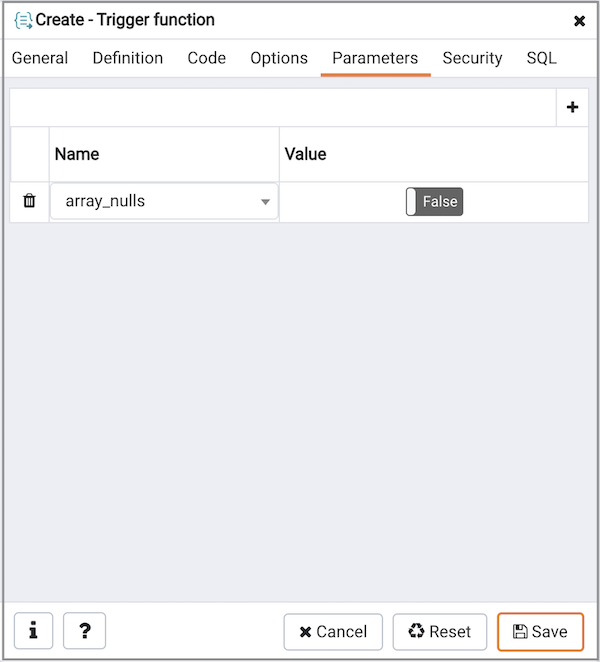 Create - Trigger function
General Definition Code Options Parameters Security SQL
Name Value
array_nulls False
Cancel Reset Save